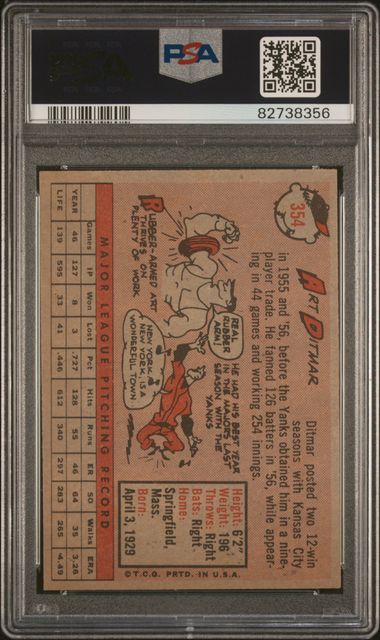 PSA
82738356
354
ART DITMAR
Ditmar posted two 12-win
seasons with Kansas City
in 1955 and '56, before the Yanks obtained him in a nine-
player trade. He fanned 126 batters in '56, while appear-
ing in 44 games and working 254 innings.
RUBBER-ARMED ART
THRIVES ON
PLENTY OF WORK
REAL
RUBBER
ARM!
HE HAD HIS BEST YEAR
IN THE MAJORS LAST
SEASON WITH THE
YANKS
NEW YORK,
NEW YORK IS A
WONDERFUL TOWN
Height: 6'2"
Weight: 196
Throws: Right
Bats: Right
Home:
Springfield,
Mass.
Born:
April 3, 1929
MAJOR LEAGUE PITCHING RECORD
Games IP Won Lost Pct Hits Runs ER SO Walks ERA
YEAR 46 127 8 3 .727 128 55 46 64 35 3.26
LIFE 139 599 33 41 .446 612 340 297 283 265 4.49
© T.C.G. PRTD. IN U.S.A.